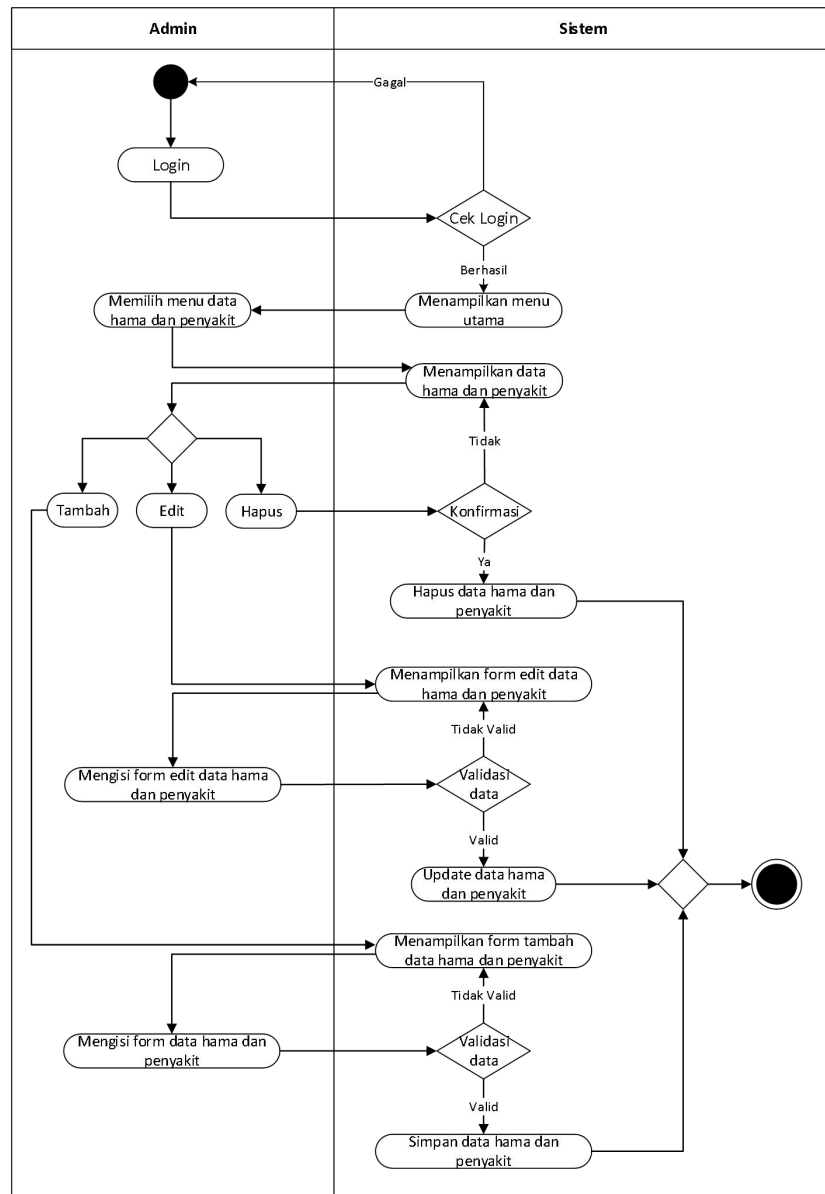 Admin
Sistem
Gagal
Login
Cek Login
Berhasil
Memilih menu data
hama dan penyakit
Menampilkan menu
utama
Menampilkan data
hama dan penyakit
Tidak
Tambah
Edit
Hapus
Konfirmasi
Ya
Hapus data hama dan
penyakit
Menampilkan form edit data
hama dan penyakit
Tidak Valid
Mengisi form edit data hama
dan penyakit
Validasi
data
Valid
Update data hama
dan penyakit
Menampilkan form tambah
data hama dan penyakit
Tidak Valid
Mengisi form data hama dan
penyakit
Validasi
data
Valid
Simpan data hama dan
penyakit